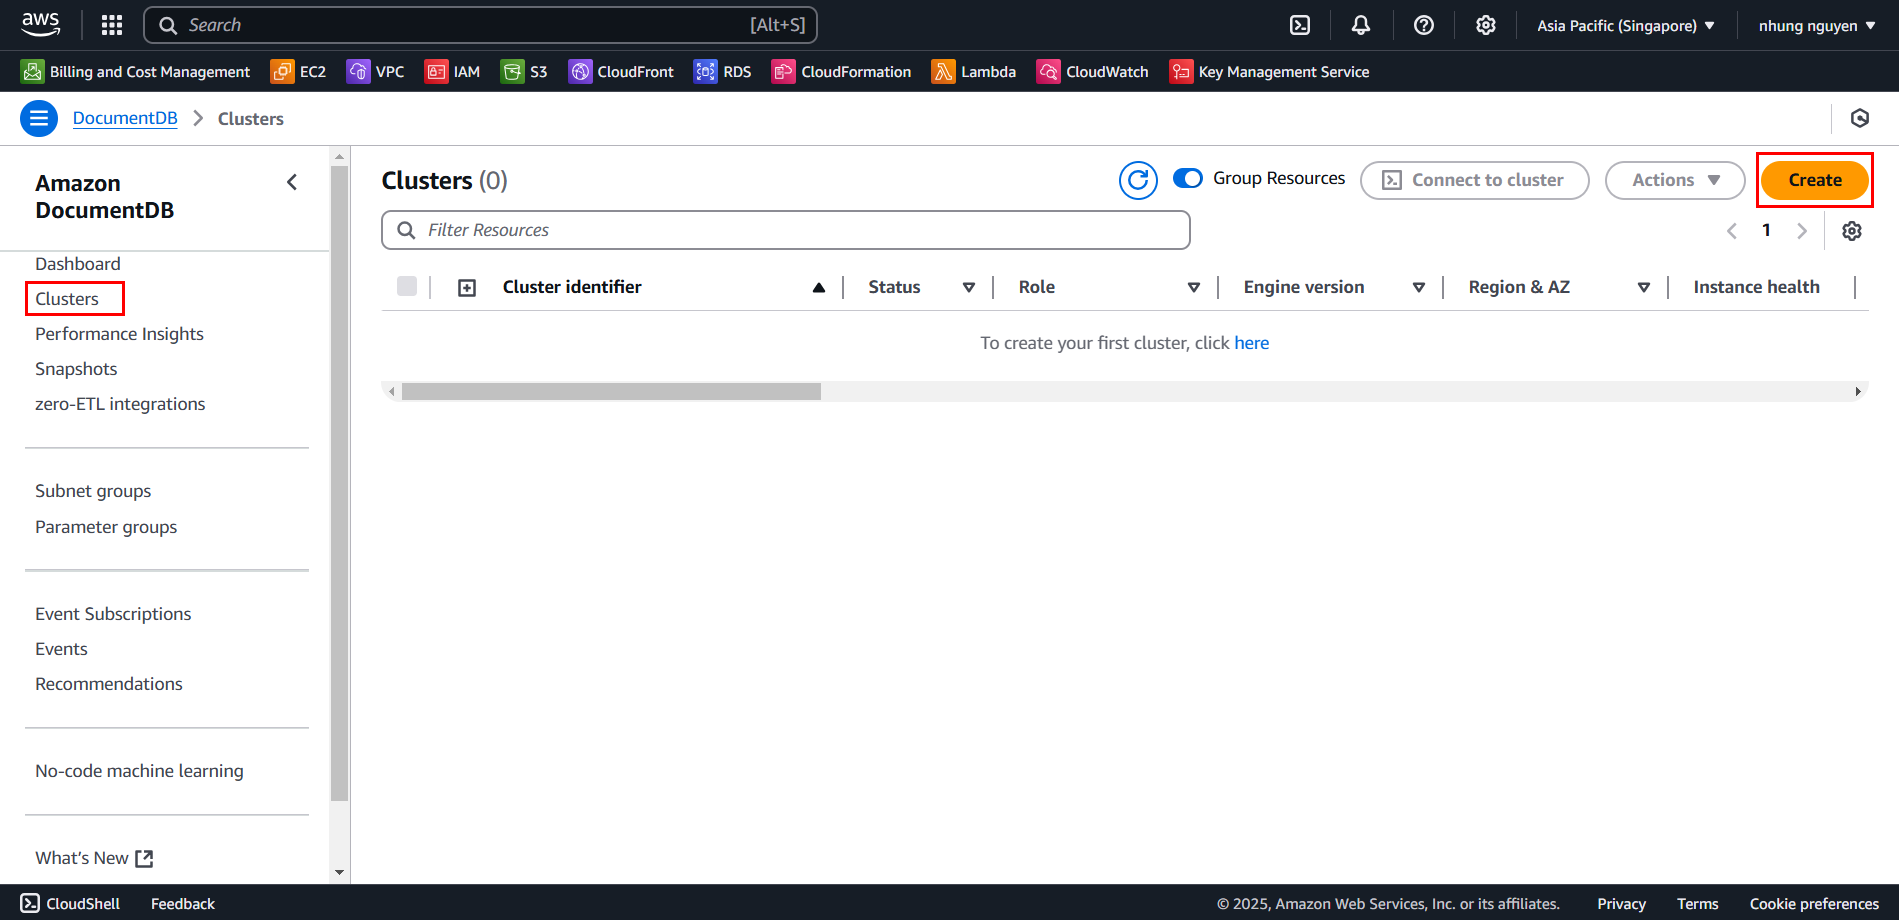 aws
Search [Alt+S] Asia Pacific (Singapore) nhung nguyen
Billing and Cost Management EC2 VPC IAM S3 CloudFront RDS CloudFormation Lambda CloudWatch Key Management Service
DocumentDB Clusters
Amazon
DocumentDB
Dashboard
Clusters
Performance Insights
Snapshots
zero-ETL integrations
Subnet groups
Parameter groups
Event Subscriptions
Events
Recommendations
No-code machine learning
What's New
Clusters (0) Group Resources Connect to cluster Actions Create
Filter Resources 1
Cluster identifier Status Role Engine version Region & AZ Instance health
To create your first cluster, click here
CloudShell Feedback © 2025, Amazon Web Services, Inc. or its affiliates. Privacy Terms Cookie preferences